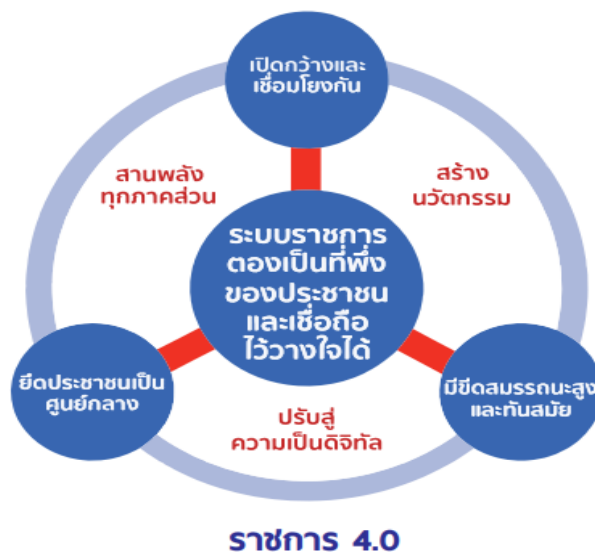 เปิดกว้างและ
เชื่อมโยงกัน
สานพลัง
ทุกภาคส่วน
สร้าง
นวัตกรรม
ระบบราชการ
ตองเป็นที่พึ่ง
ของประชาชน
และเชื่อถือ
ไว้วางใจได้
ยึดประชาชนเป็น
ศูนย์กลาง
มีขีดสมรรถนะสูง
และทันสมัย
ปรับสู่
ความเป็นดิจิทัล
ราชการ 4.0